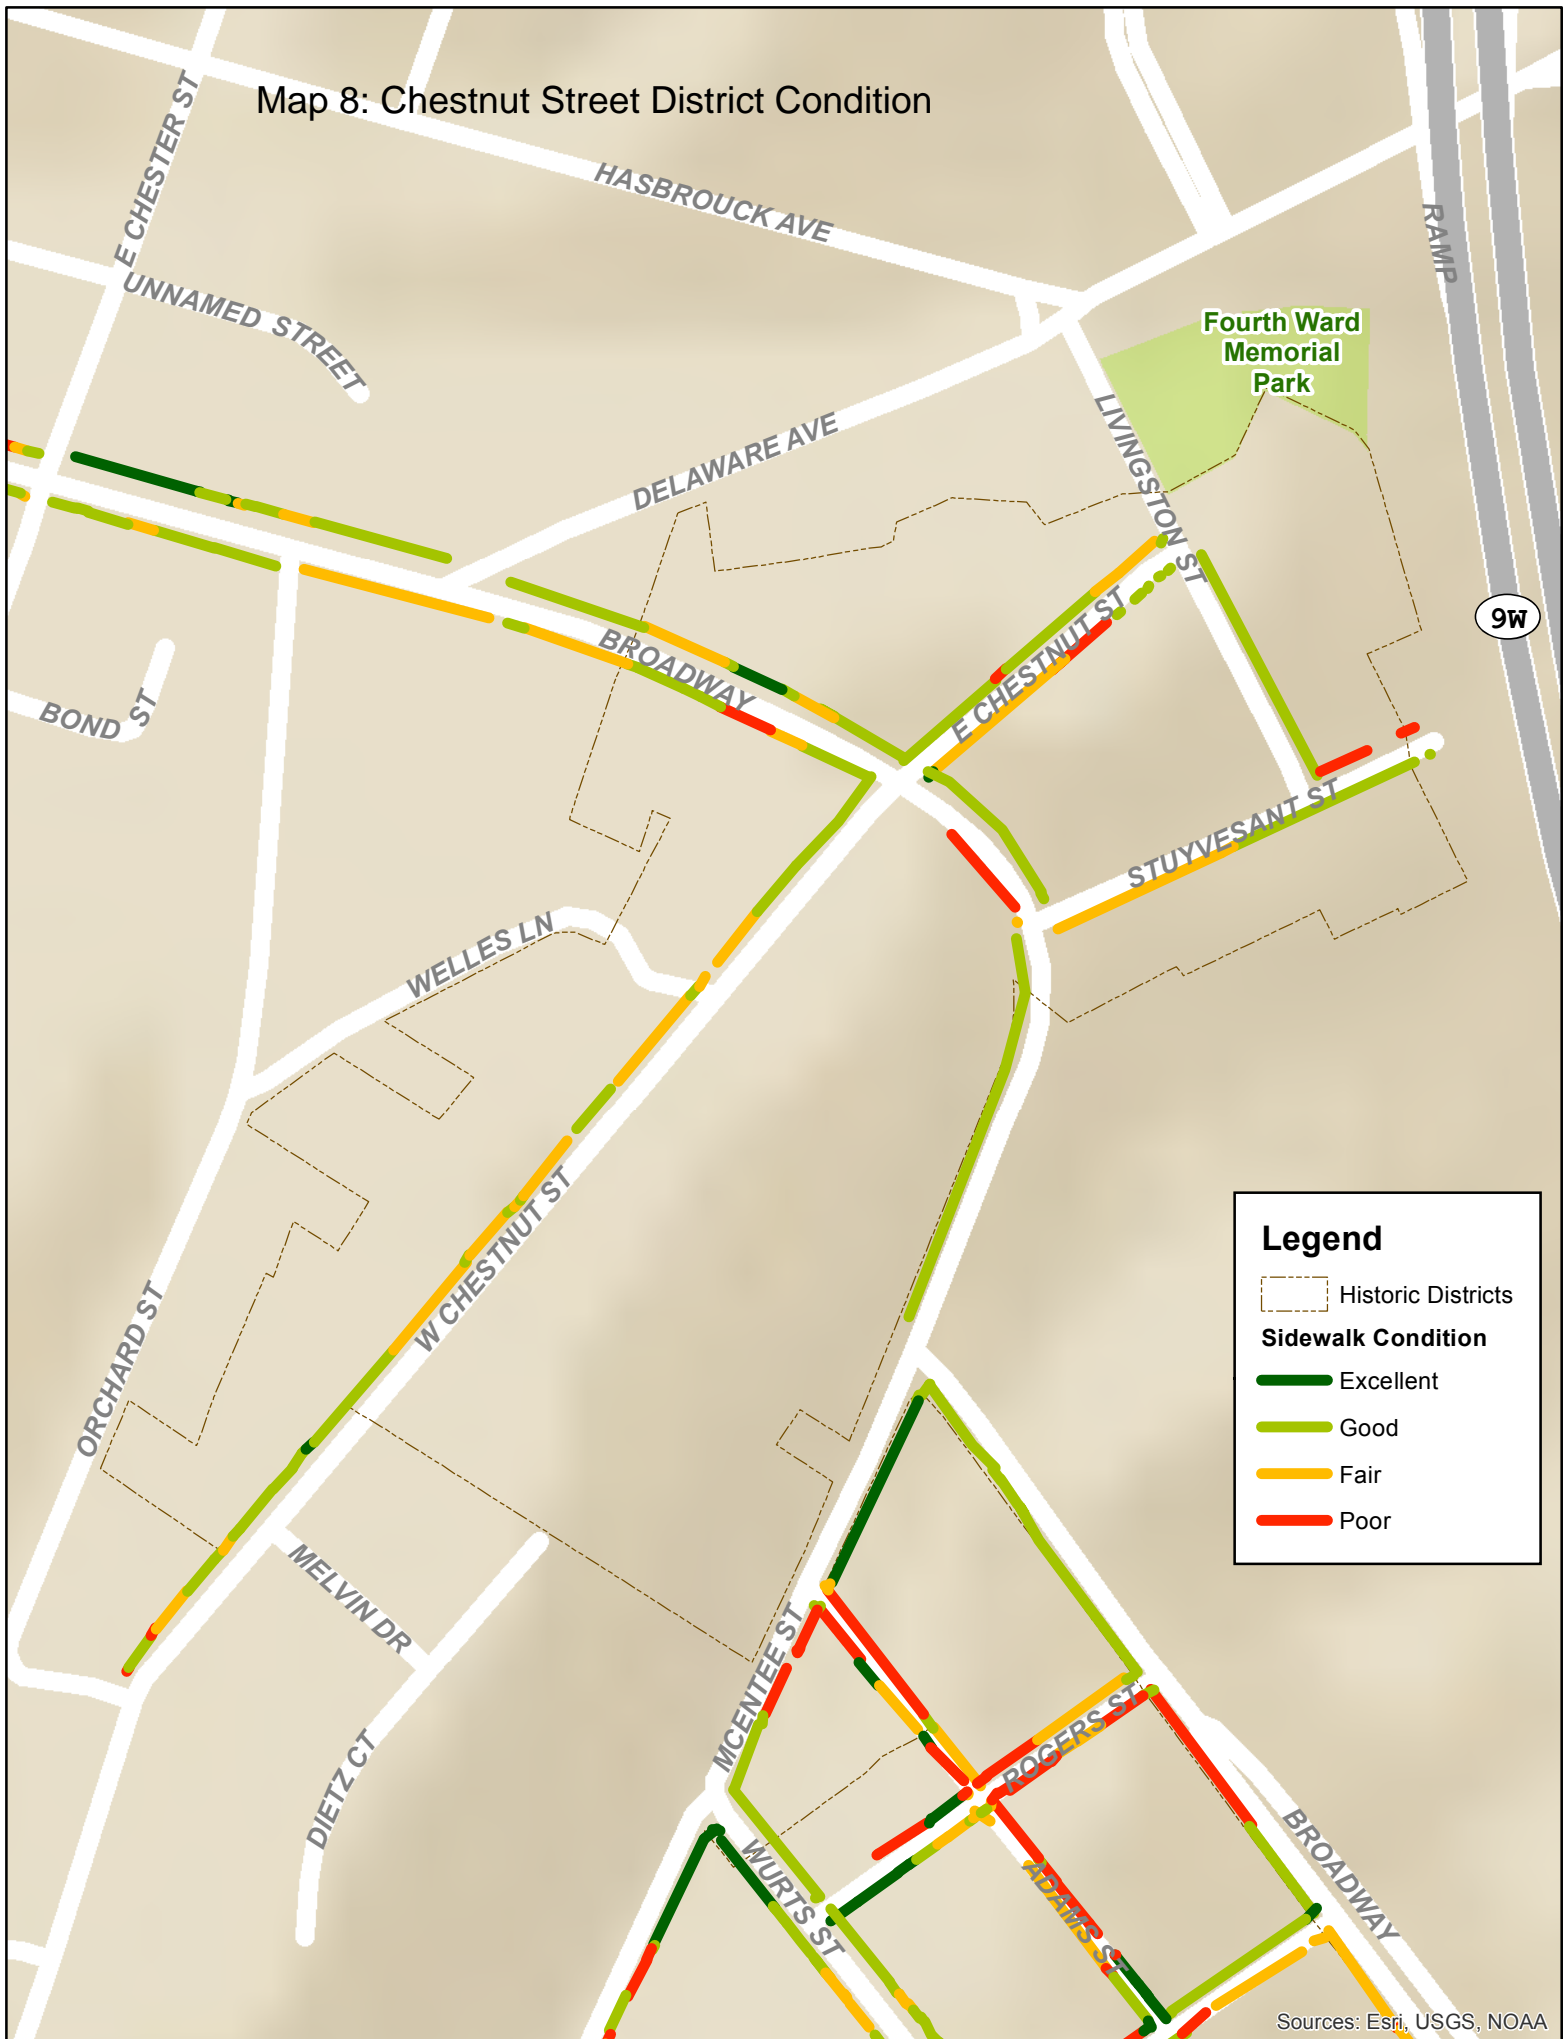 Map 8: Chestnut Street District Condition
E CHESTER ST
HASBROUCK AVE
RAMP
UNNAMED STREET
Fourth Ward
Memorial
Park
DELAWARE AVE
LIVINGSTON ST
9W
BROADWAY
E CHESTNUT ST
BOND ST
STUYVESANT ST
WELLES LN
W CHESTNUT ST
ORCHARD ST
Legend
Historic Districts
Sidewalk Condition
Excellent
Good
Fair
Poor
MELVIN DR
MCENTEE ST
ROGERS ST
DIETZ CT
WURTS ST
ADAMS ST
BROADWAY
Sources: Esri, USGS, NOAA